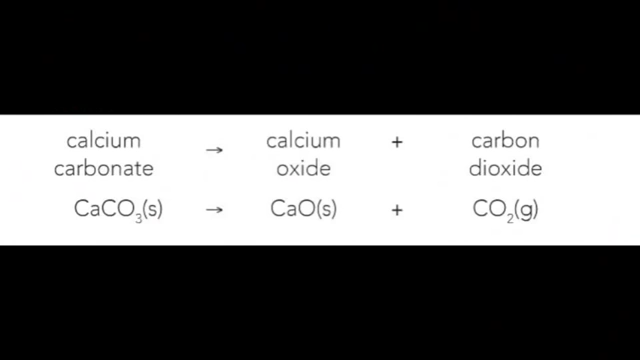 calcium → calcium + carbon
carbonate oxide dioxide
CaCO₃(s) → CaO(s) + CO₂(g)